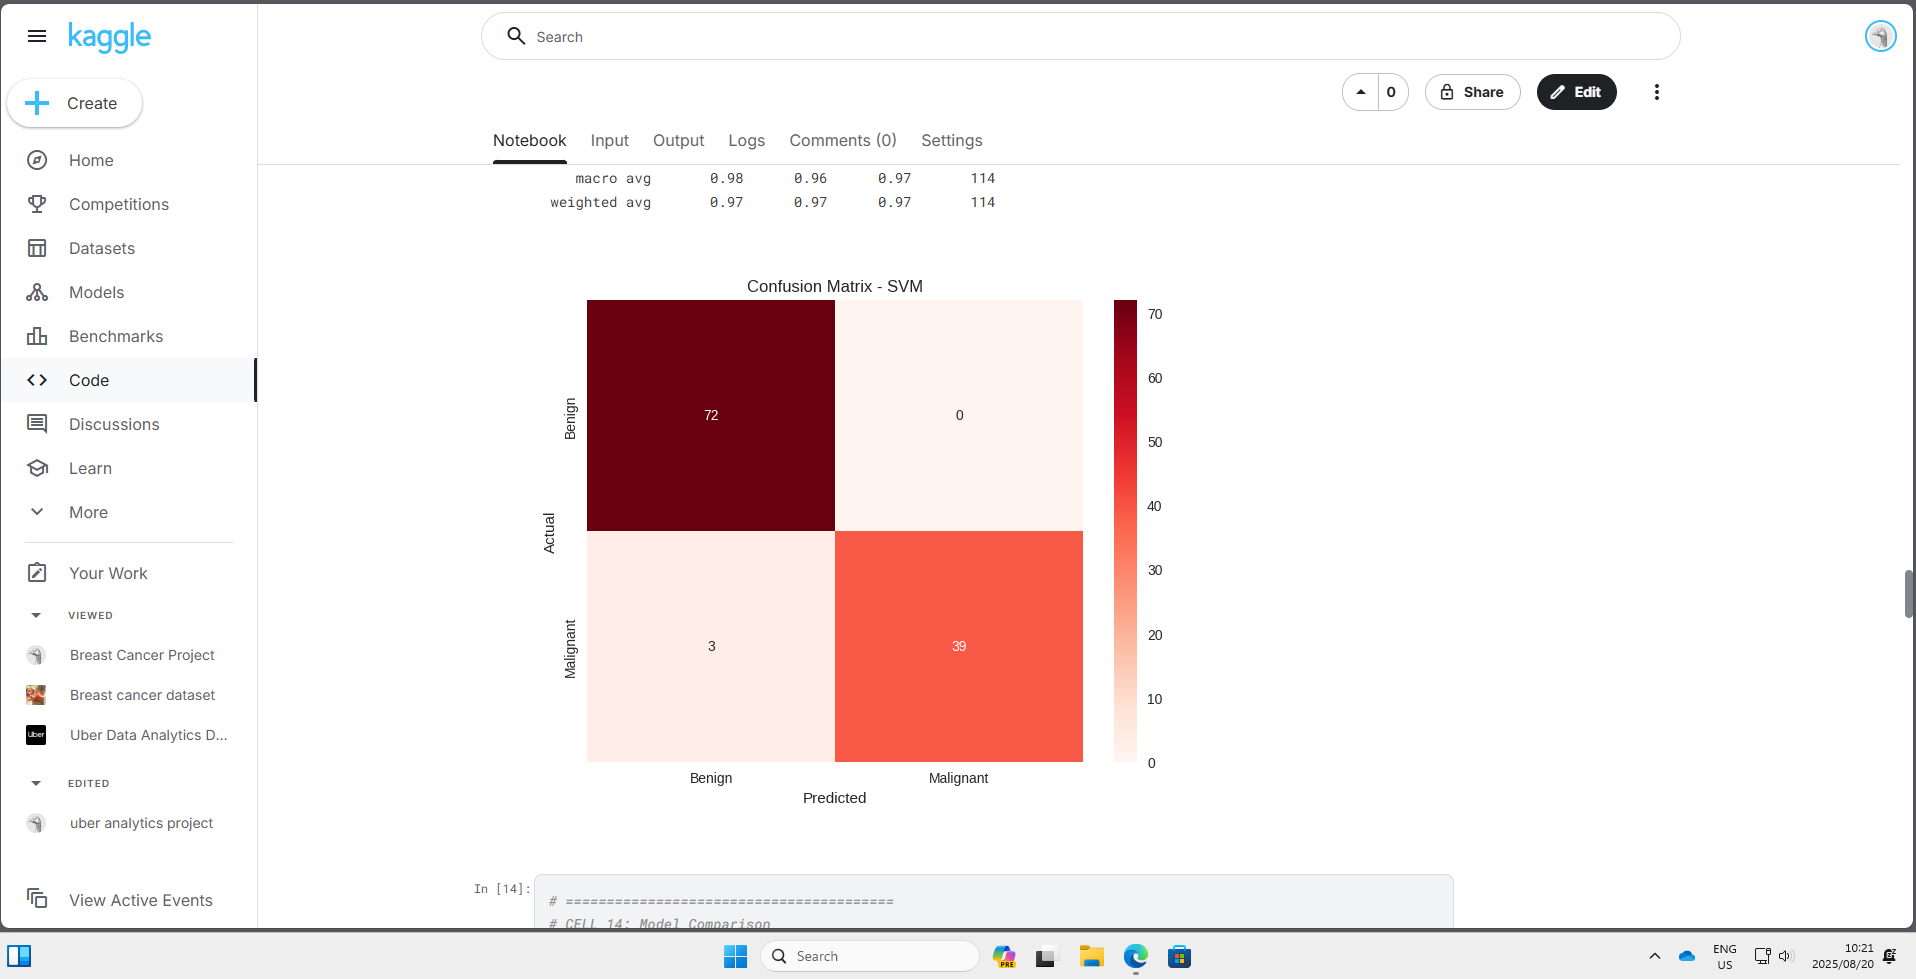 kaggle
Search
Create
0
Share
Edit
Home
Competitions
Datasets
Models
Benchmarks
Code
Discussions
Learn
More
Your Work
VIEWED
Breast Cancer Project
Breast cancer dataset
Uber
Uber Data Analytics D...
EDITED
uber analytics project
View Active Events
Notebook Input Output Logs Comments (0) Settings
macro avg 0.98 0.96 0.97 114
weighted avg 0.97 0.97 0.97 114
Confusion Matrix - SVM
Actual
Benign
72 0
Malignant
3 39
Benign Malignant
Predicted
70
60
50
40
30
20
10
0
In [14]:
# ========================================
# CELL 14: Model Comparison
Search
PRE
ENG
US
10:21
2025/08/20